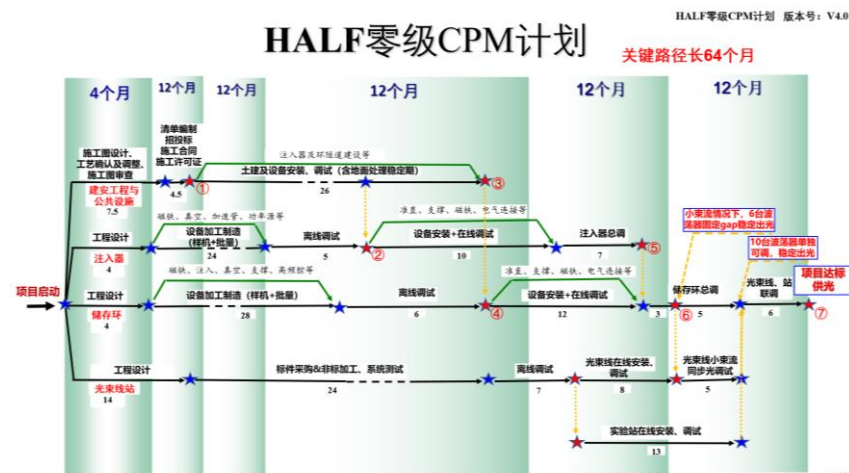 HALF零级CPM计划 版本号：V4.0
HALF零级CPM计划
关键路径长64个月
4个月
12个月
12个月
12个月
12个月
12个月
清单编制
招投标
施工合同
施工许可证
施工图设计、
工艺确认及调整、
施工图审查
注入器及环隧道建设等
土建及设备安装、调试（含地面处理稳定期）
4.5
①
26
③
建安工程与
公共设施
7.5
磁铁、真空、加速管、功率源等
准直、支撑、磁铁、电气连接等
小束流情况下，6台波
荡器固定gap稳定出光
工程设计
设备加工制造
(样机+批量)
离线调试
设备安装+在线调试
注入器总调
⑤
10台波荡器单独
可调，稳定出光
注入器
4
24
5
②
10
7
磁铁、注入、真空、支撑、高频腔等
准直、支撑、磁铁、电气连接等
项目达标
供光
项目启动
工程设计
设备加工制造（样机+批量）
离线调试
设备安装+在线调试
储存环总调
光束线、站
联调
储存环
4
28
6
④
12
3
⑥
5
6
⑦
工程设计
标件采购&非标加工、系统测试
离线调试
光束线在线安装、
调试
光束线小束流
同步光调试
光束线站
14
24
7
8
5
实验站在线安装、调试
13